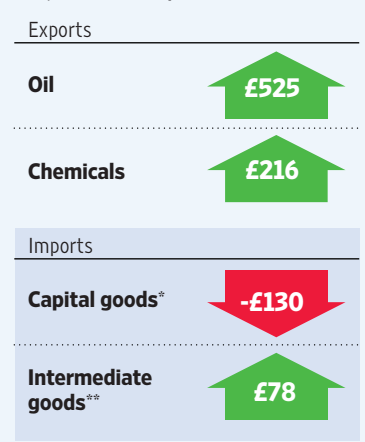 Exports
Oil
£525
Chemicals
£216
Imports
Capital goods*
-£130
Intermediate
goods**
£78